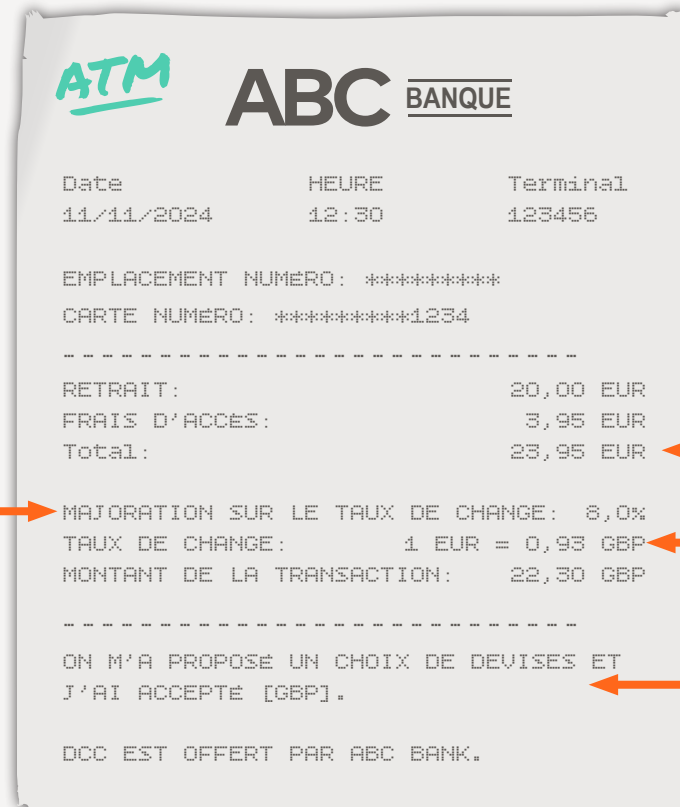 ATM ABC BANQUE
Date HEURE Terminal
11/11/2024 12:30 123456
EMPLACEMENT NUMÉRO: *********
CARTE NUMÉRO: *********1234
RETRAIT: 20,00 EUR
FRAIS D'ACCÈS: 3,95 EUR
Total: 23,95 EUR
MAJORATION SUR LE TAUX DE CHANGE: 8,0%
TAUX DE CHANGE: 1 EUR = 0,93 GBP
MONTANT DE LA TRANSACTION: 22,30 GBP
ON M'A PROPOSÉ UN CHOIX DE DEVISES ET
J'AI ACCEPTÉ [GBP].
DCC EST OFFERT PAR ABC BANK.